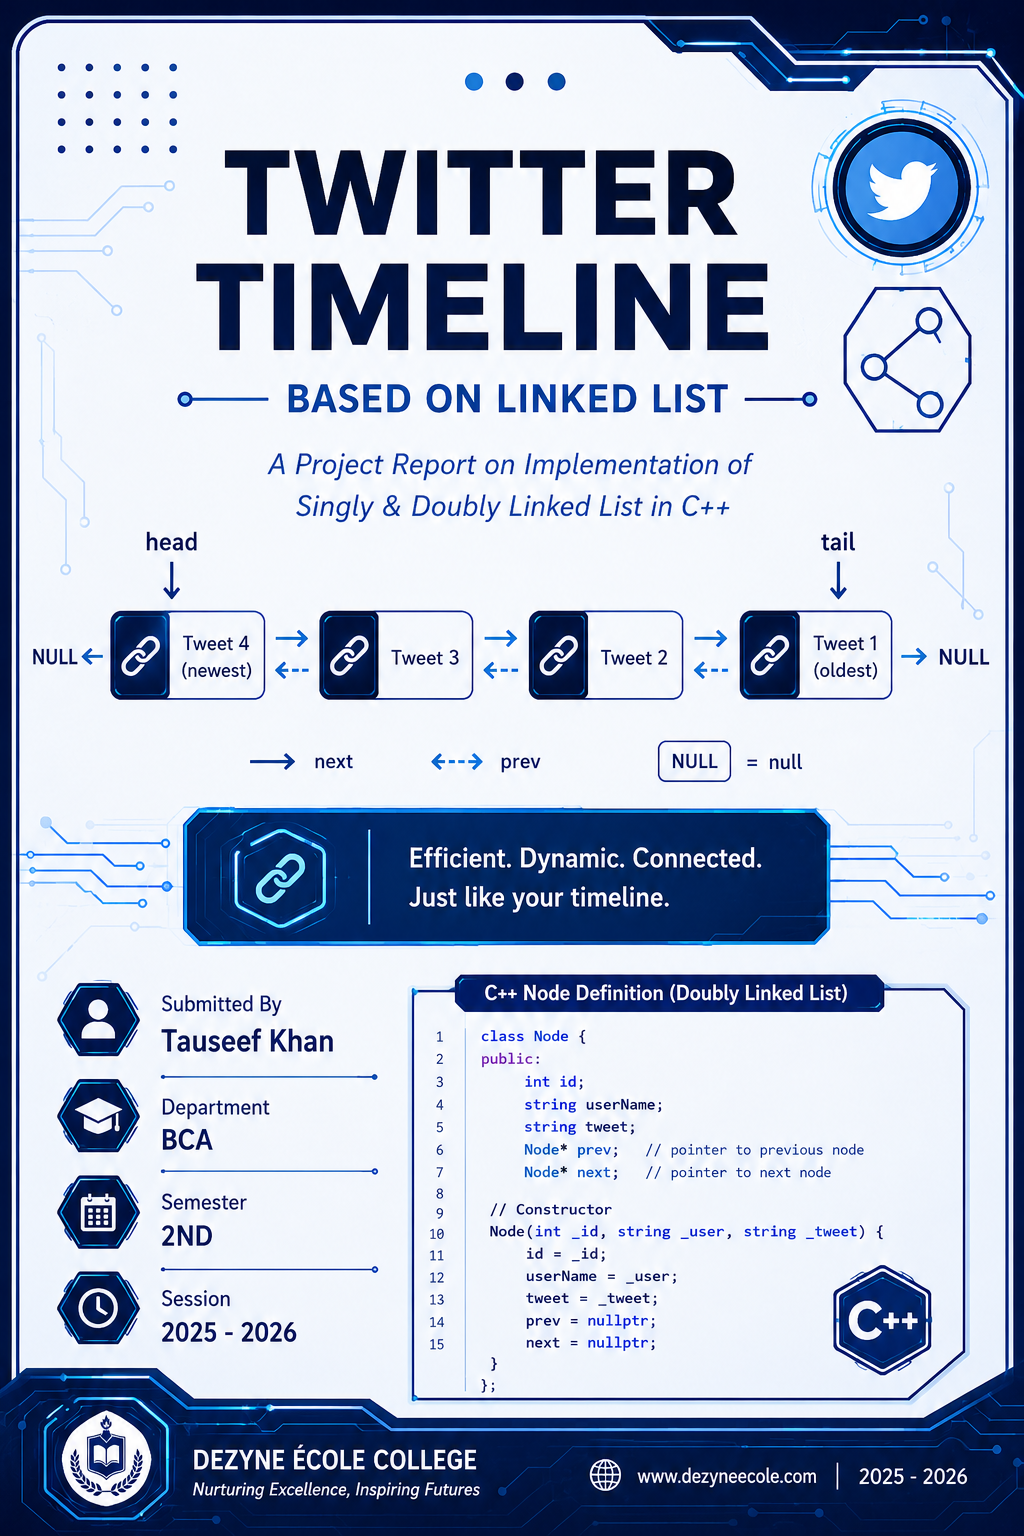 TWITTER
TIMELINE
BASED ON LINKED LIST
A Project Report on Implementation of
Singly & Doubly Linked List in C++
head
tail
NULL
Tweet 4
(newest)
Tweet 3
Tweet 2
Tweet 1
(oldest)
NULL
next
prev
NULL = null
Efficient. Dynamic. Connected.
Just like your timeline.
Submitted By
Tauseef Khan
Department
BCA
Semester
2ND
Session
2025 - 2026
C++ Node Definition (Doubly Linked List)
1 class Node {
2 public:
3 int id;
4 string userName;
5 string tweet;
6 Node* prev; // pointer to previous node
7 Node* next; // pointer to next node
8
9 // Constructor
10 Node(int _id, string _user, string _tweet) {
11 id = _id;
12 userName = _user;
13 tweet = _tweet;
14 prev = nullptr;
15 next = nullptr;
}
};
C++
DEZYNE ÉCOLE COLLEGE
Nurturing Excellence, Inspiring Futures
www.dezyneecole.com | 2025 - 2026